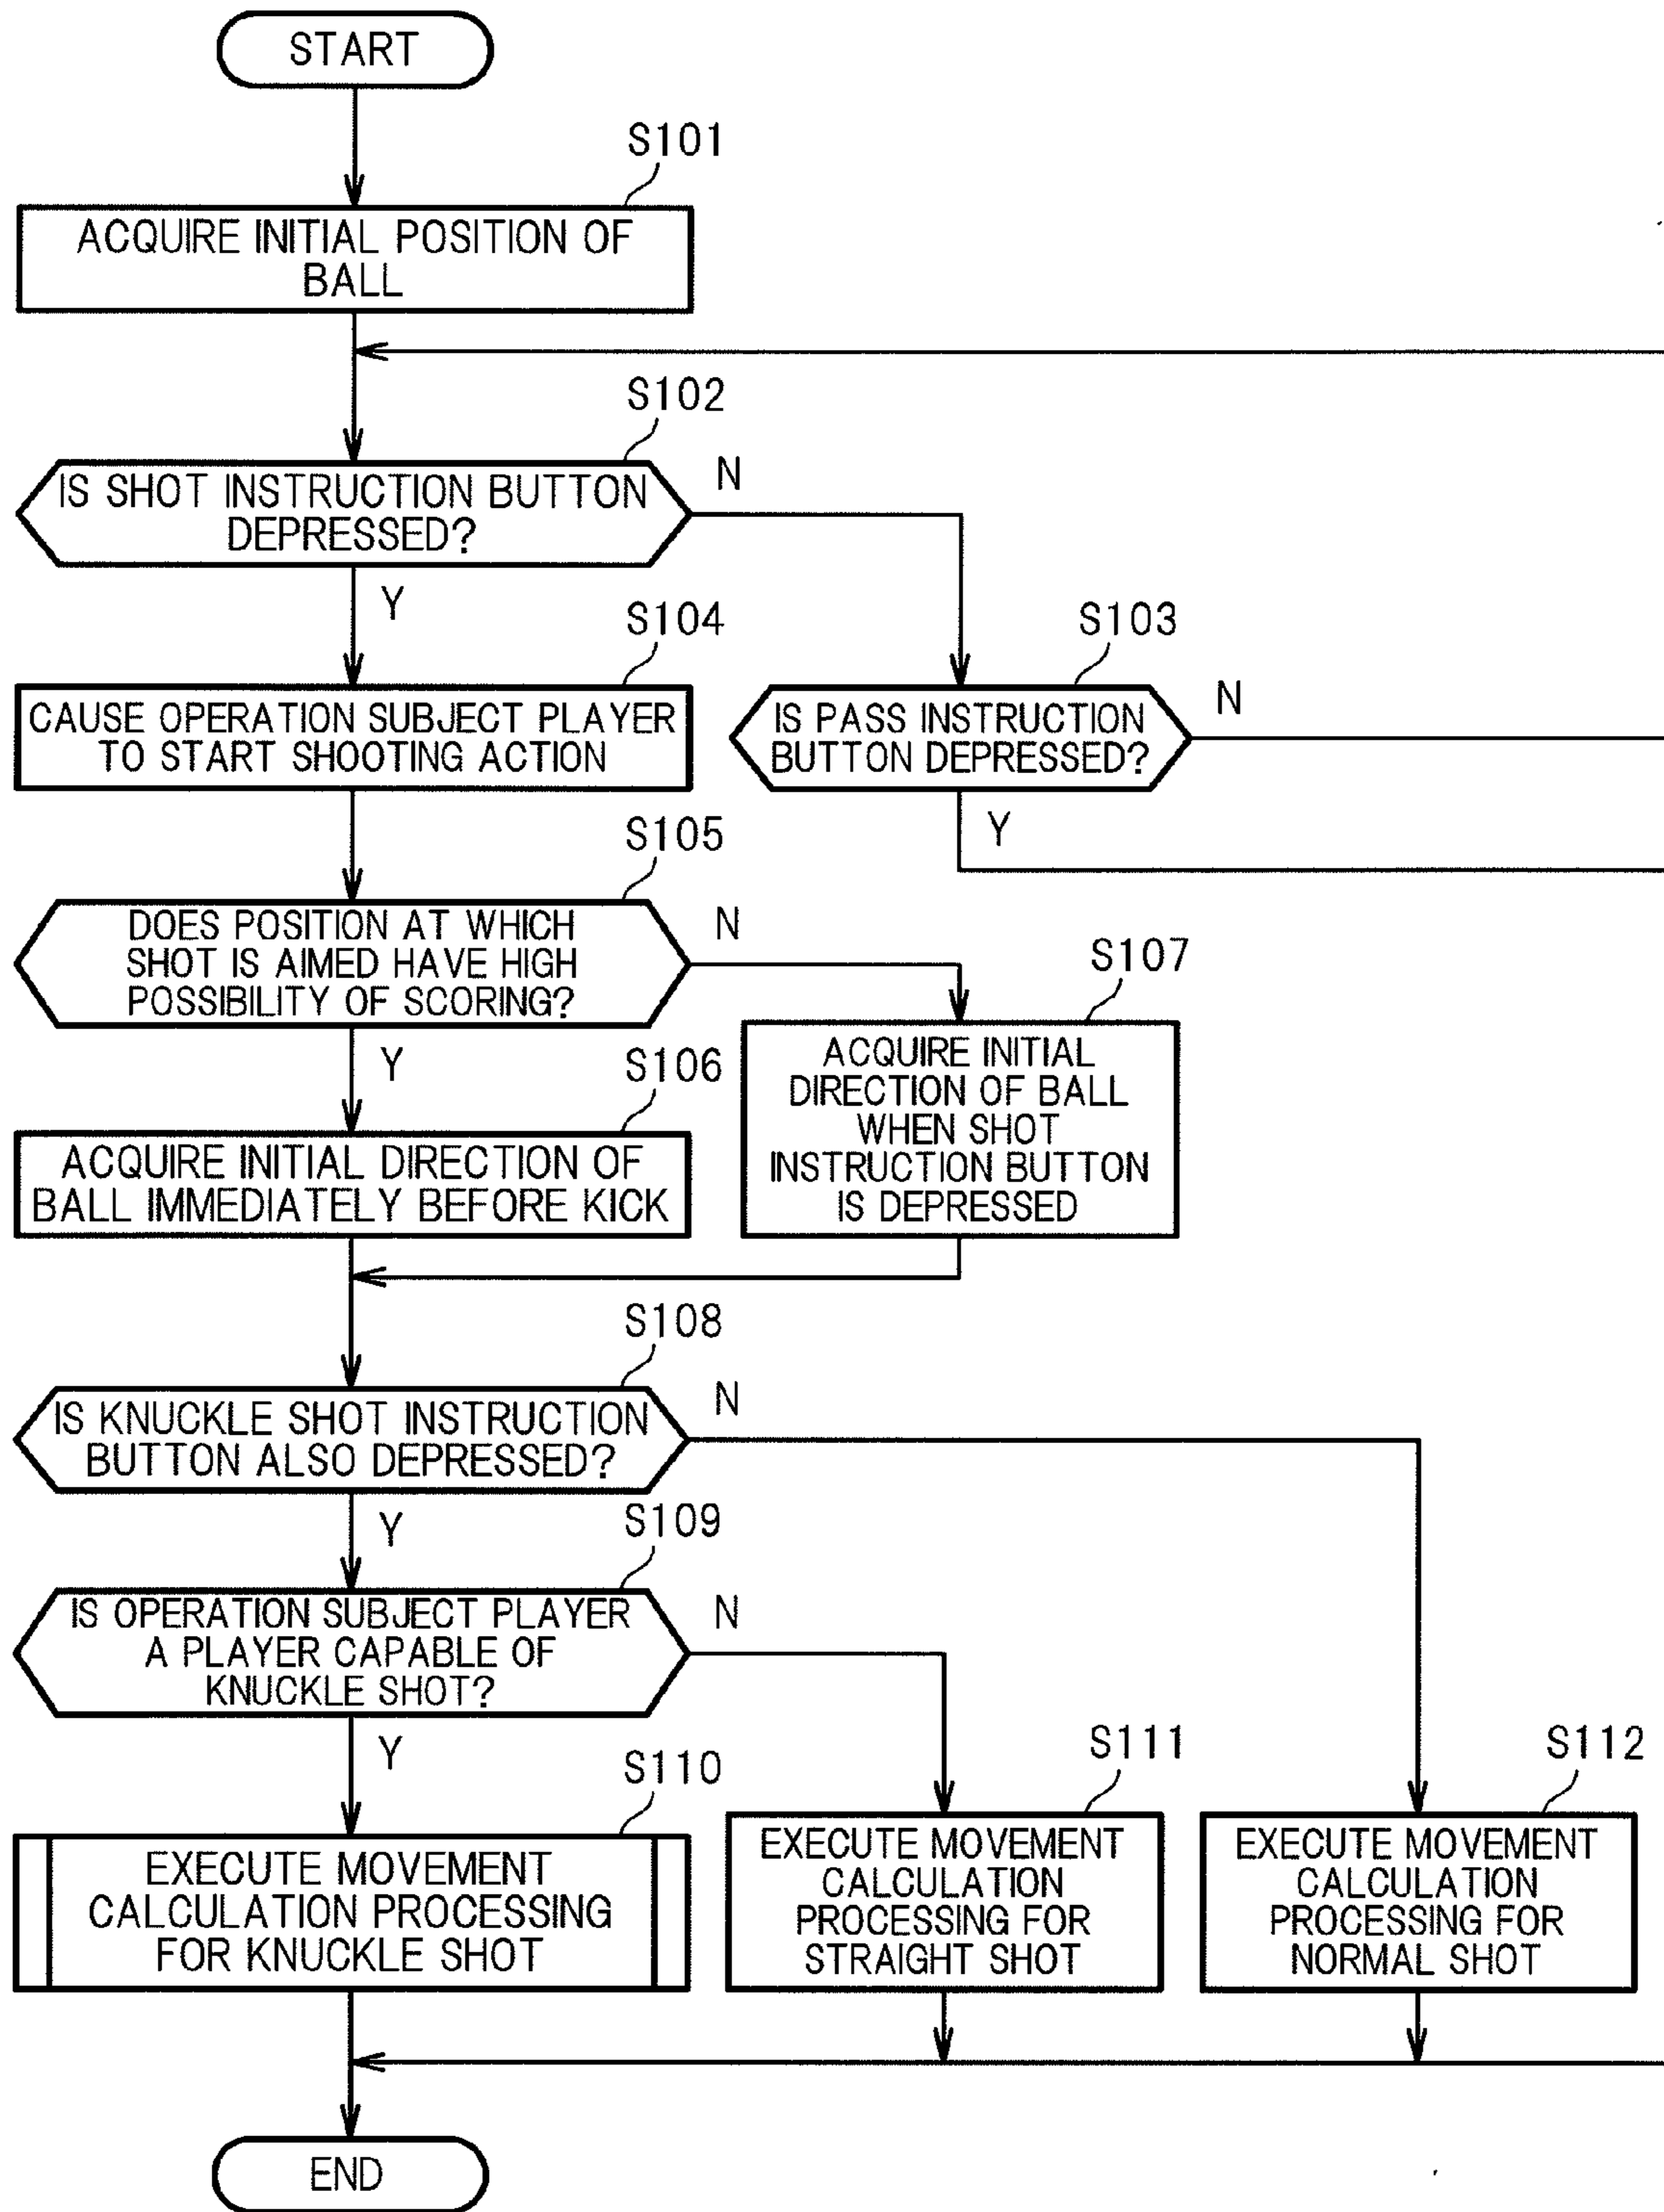 START
S101
ACQUIRE INITIAL POSITION OF
BALL
S102
IS SHOT INSTRUCTION BUTTON
DEPRESSED?
N
Y
S104
CAUSE OPERATION SUBJECT PLAYER
TO START SHOOTING ACTION
S103
IS PASS INSTRUCTION
BUTTON DEPRESSED?
N
Y
S105
DOES POSITION AT WHICH
SHOT IS AIMED HAVE HIGH
POSSIBILITY OF SCORING?
N
Y
S107
ACQUIRE INITIAL
DIRECTION OF BALL
WHEN SHOT
INSTRUCTION BUTTON
IS DEPRESSED
S106
ACQUIRE INITIAL DIRECTION OF
BALL IMMEDIATELY BEFORE KICK
S108
IS KNUCKLE SHOT INSTRUCTION
BUTTON ALSO DEPRESSED?
N
Y
S109
IS OPERATION SUBJECT PLAYER
A PLAYER CAPABLE OF
KNUCKLE SHOT?
N
Y
S110
EXECUTE MOVEMENT
CALCULATION PROCESSING
FOR KNUCKLE SHOT
S111
EXECUTE MOVEMENT
CALCULATION
PROCESSING FOR
STRAIGHT SHOT
S112
EXECUTE MOVEMENT
CALCULATION
PROCESSING FOR
NORMAL SHOT
END